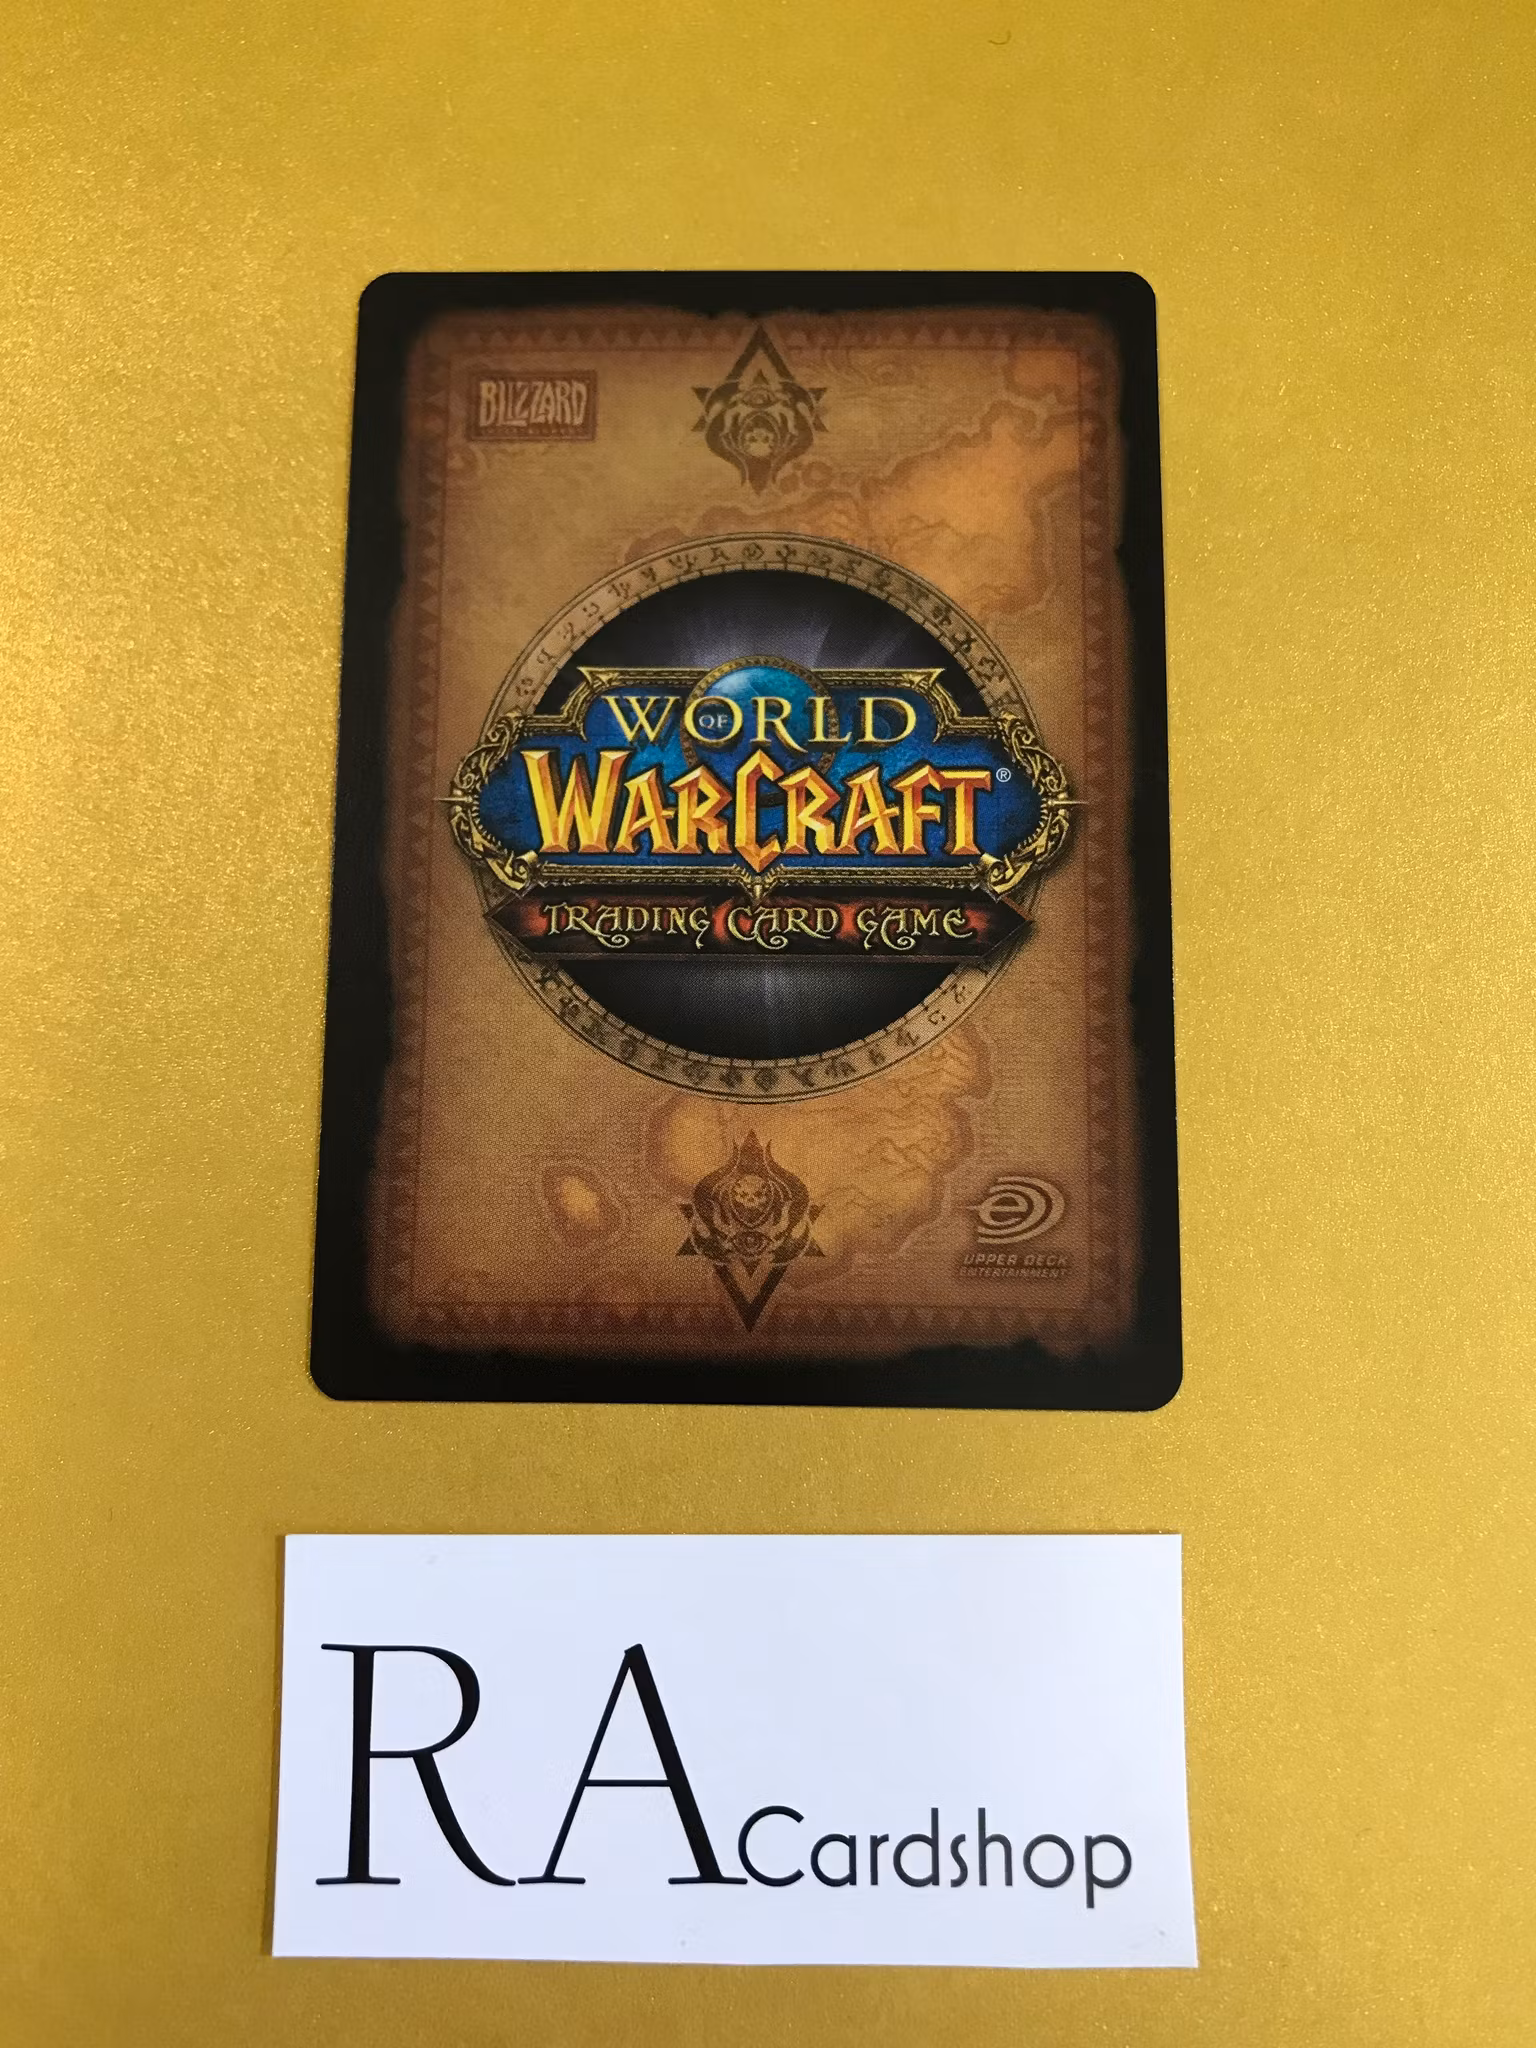 BLIZZARD
WORLD OF
WARCRAFT®
TRADING CARD GAME
e
UPPER DECK
ENTERTAINMENT
RA Cardshop